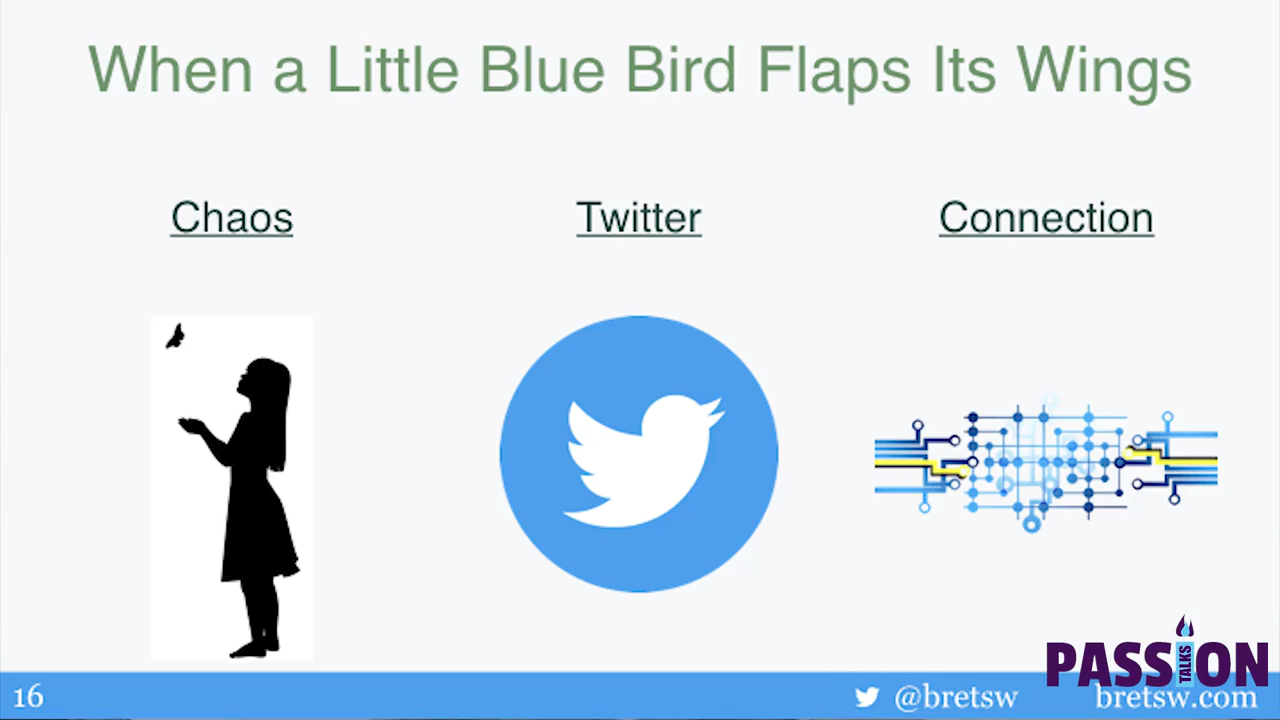 When a Little Blue Bird Flaps Its Wings
Chaos
Twitter
Connection
PASSION
TALKS
16
@bretsw
bretsw.com